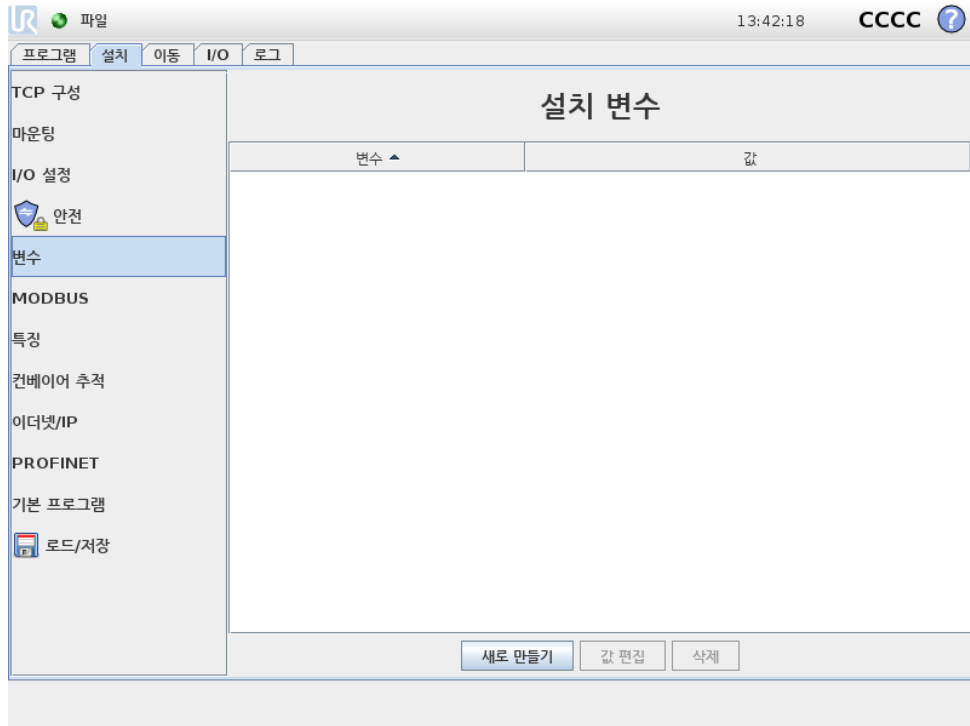 UR 파일 13:42:18 CCCC ?
프로그램 설치 이동 I/O 로그
TCP 구성
마운팅
I/O 설정
안전
변수
MODBUS
특징
컨베이어 추적
이더넷/IP
PROFINET
기본 프로그램
로드/저장
설치 변수
변수 값
새로 만들기 값 편집 삭제